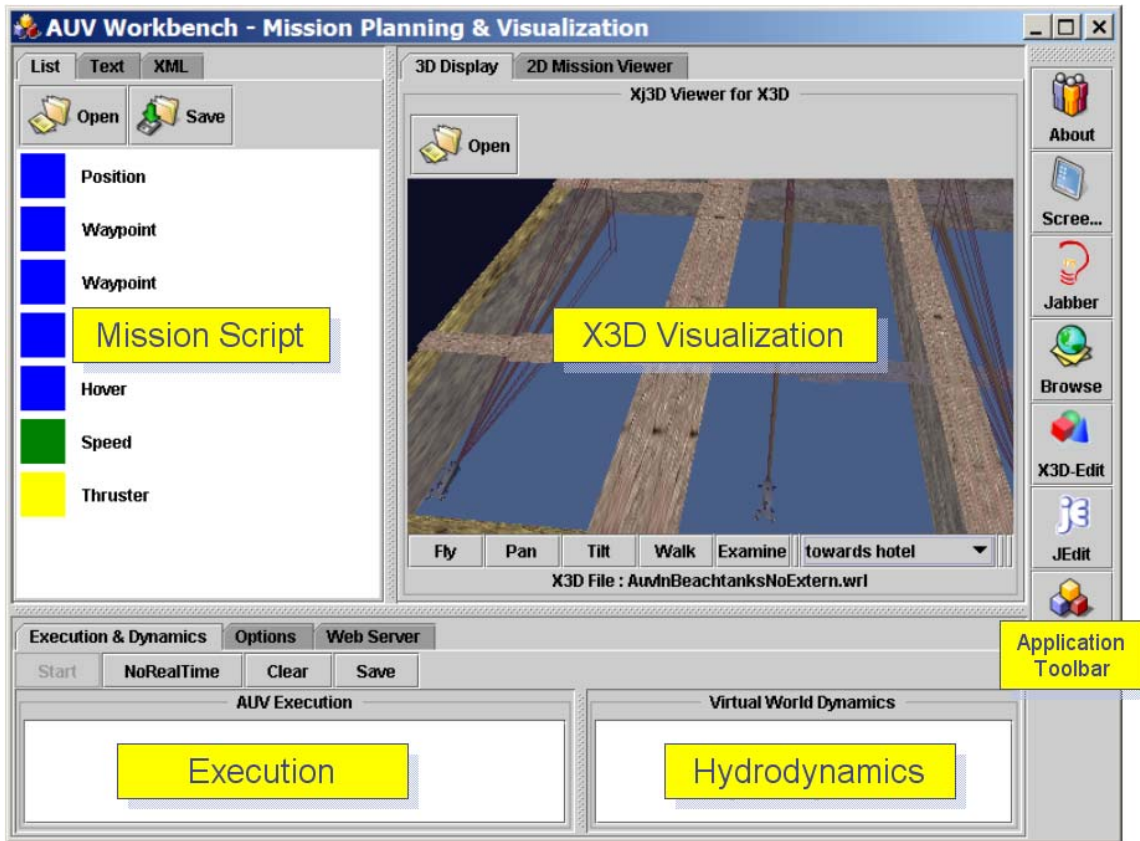 AUV Workbench - Mission Planning & Visualization
List Text XML
Open Save
Position
Waypoint
Waypoint
Mission Script
Hover
Speed
Thruster
3D Display 2D Mission Viewer
Xj3D Viewer for X3D
Open
X3D Visualization
Fly Pan Tilt Walk Examine towards hotel
X3D File : AuvInBeachtanksNoExtern.wrl
About
Scree...
Jabber
Browse
X3D-Edit
jE
JEdit
Application
Toolbar
Execution & Dynamics Options Web Server
Start NoRealTime Clear Save
AUV Execution
Execution
Virtual World Dynamics
Hydrodynamics